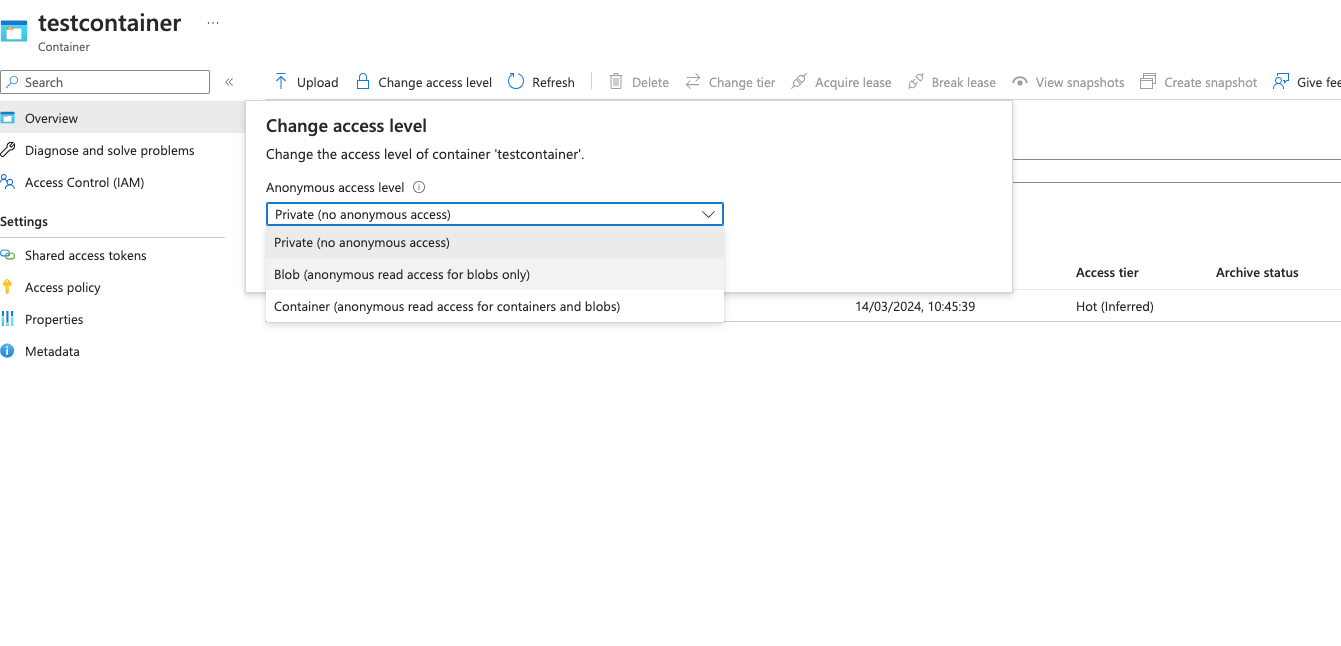 testcontainer ...
Container
Search «
Upload Change access level Refresh Delete Change tier Acquire lease Break lease View snapshots Create snapshot Give fee
Overview
Diagnose and solve problems
Access Control (IAM)
Settings
Shared access tokens
Access policy
Properties
Metadata
Change access level
Change the access level of container 'testcontainer'.
Anonymous access level
Private (no anonymous access)
Private (no anonymous access)
Blob (anonymous read access for blobs only)
Container (anonymous read access for containers and blobs)
Access tier Archive status
14/03/2024, 10:45:39 Hot (Inferred)